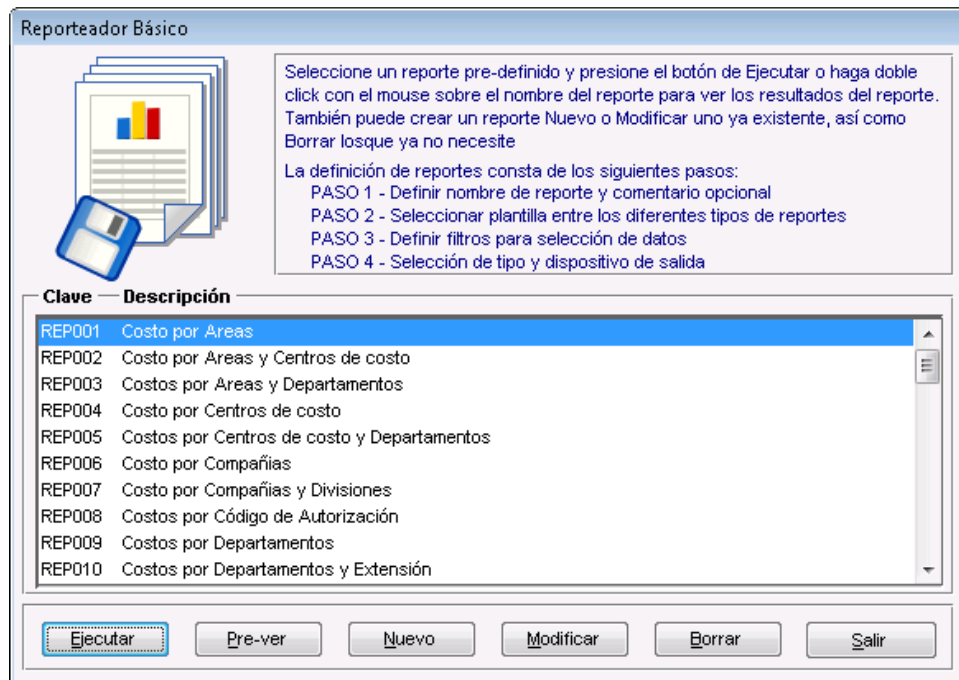 Reporteador Básico
Seleccione un reporte pre-definido y presione el botón de Ejecutar o haga doble
click con el mouse sobre el nombre del reporte para ver los resultados del reporte.
También puede crear un reporte Nuevo o Modificar uno ya existente, así como
Borrar losque ya no necesite
La definición de reportes consta de los siguientes pasos:
PASO 1 - Definir nombre de reporte y comentario opcional
PASO 2 - Seleccionar plantilla entre los diferentes tipos de reportes
PASO 3 - Definir filtros para selección de datos
PASO 4 - Selección de tipo y dispositivo de salida
Clave Descripción
REP001 Costo por Areas
REP002 Costo por Areas y Centros de costo
REP003 Costos por Areas y Departamentos
REP004 Costo por Centros de costo
REP005 Costos por Centros de costo y Departamentos
REP006 Costo por Compañias
REP007 Costo por Compañias y Divisiones
REP008 Costos por Código de Autorización
REP009 Costos por Departamentos
REP010 Costos por Departamentos y Extensión
Ejecutar Pre-ver Nuevo Modificar Borrar Salir